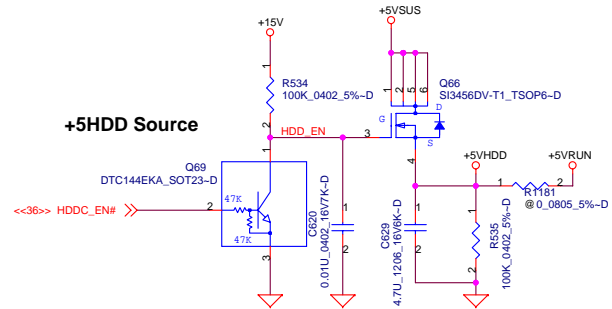 +15V
+5VSUS
1
R534
100K_0402_5%~D
2
1
2
5
6
Q66
SI3456DV-T1_TSOP6~D
D
G
S
+5HDD Source
HDD_EN
3
1
4
Q69
DTC144EKA_SOT23~D
+5VHDD
+5VRUN
1
2
R1181
@ 0_0805_5%~D
<<36>> HDDC_EN#
2
47K
47K
3
1
2
C620
0.01U_0402_16V7K~D
1
2
C629
4.7U_1206_16V6K~D
1
2
R535
100K_0402_5%~D